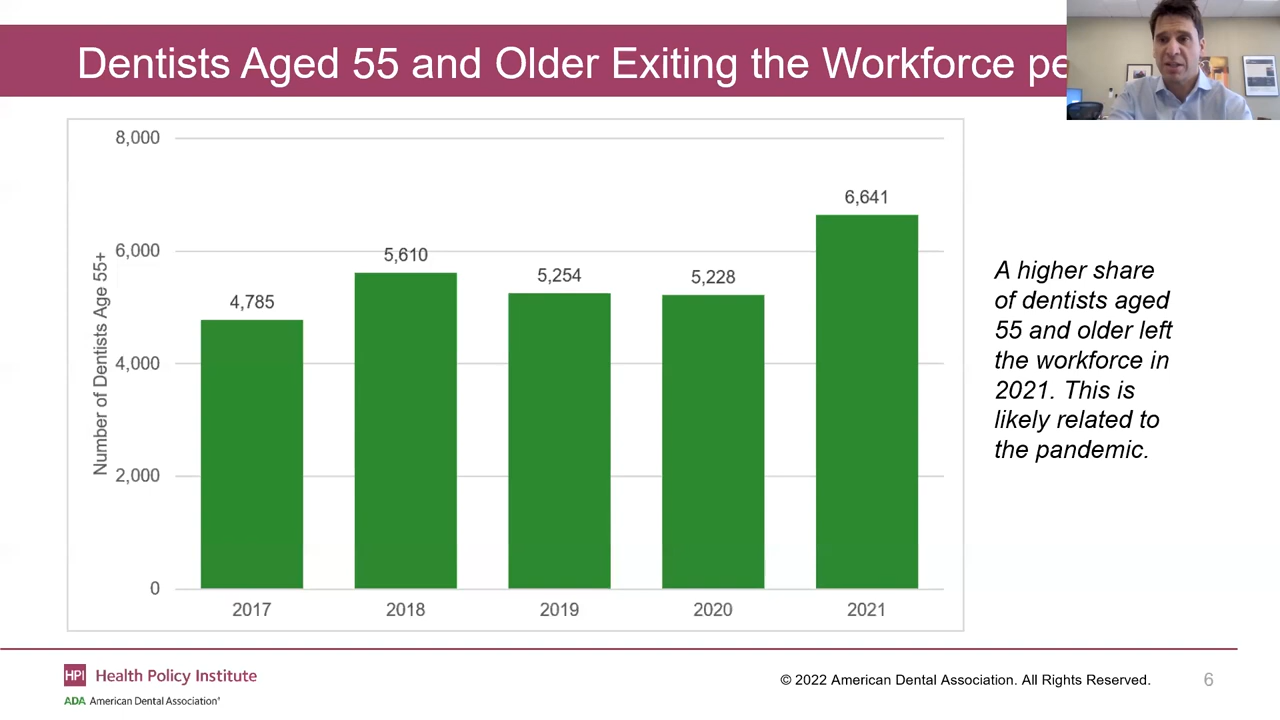 Dentists Aged 55 and Older Exiting the Workforce pe
8,000
6,000
4,000
2,000
0
Number of Dentists Age 55+
4,785
5,610
5,254
5,228
6,641
2017
2018
2019
2020
2021
A higher share
of dentists aged
55 and older left
the workforce in
2021. This is
likely related to
the pandemic.
HPI Health Policy Institute
ADA American Dental Association®
© 2022 American Dental Association. All Rights Reserved.
6